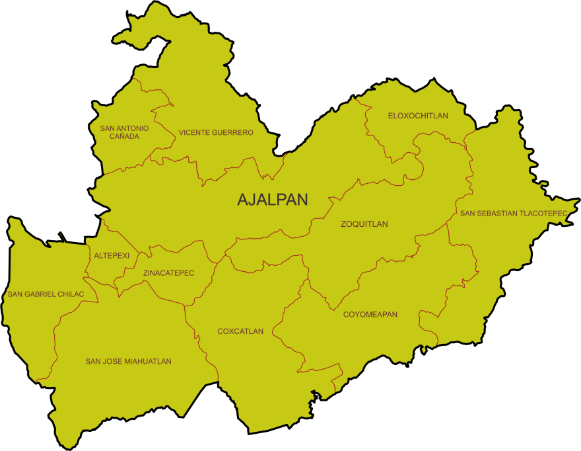 ELOXOCHITLAN
SAN ANTONIO
CAÑADA
VICENTE GUERRERO
AJALPAN
SAN SEBASTIAN TLACOTEPEC
ZOQUITLAN
ALTEPEXI
ZINACATEPEC
SAN GABRIEL CHILAC
COYOMEAPAN
COXCATLAN
SAN JOSE MIAHUATLAN